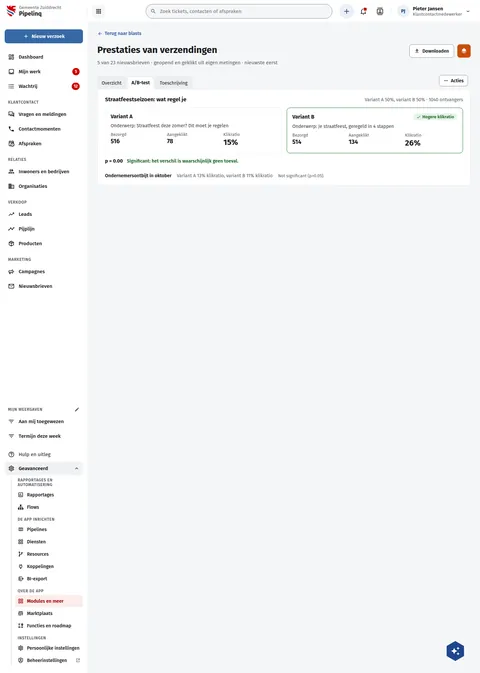 Gemeente Juridbrecht
Pipelinq
Zoek tickets, contacten of afspraken
PJ
Pieter Jansen
Klantcontactmedewerker
+ Nieuw verzoek
Dashboard
Mijn werk
Wachtrij
KLANTCONTACT
Vragen en meldingen
Contactmomenten
Afspraken
RELATIES
Inwoners en bedrijven
Organisaties
VERKOOP
Leads
Pijplijn
Producten
MARKETING
Campagnes
Nieuwsbrieven
MIJN WEERGAVEN
Aan mij toegewezen
Termijn deze week
Hulp en uitleg
Geavanceerd
RAPPORTAGES EN
AUTOMATISERING
Rapportages
Flows
DE APP INRICHTEN
Pipelines
Diensten
Resources
Koppelingen
BI-export
OVER DE APP
Modules en meer
Marktplaats
Functies en roadmap
INSTELLINGEN
Persoonlijke instellingen
Beheerinstellingen
← Terug naar blasts
Prestaties van verzendingen
5 van 23 nieuwsbrieven · geopend en geklikt uit eigen metingen · nieuwste eerst
Downloaden
Overzicht
A/B-test
Toeschrijving
Acties
Straatfeestseizoen: wat regel je
Variant A 50%, variant B 50% · 1040 ontvangers
Variant A
Onderwerp: Straatfeest deze zomer? Dit moet je regelen
Bezorgd
Aangeklikt
Klikratio
516
78
15%
Variant B
Hogere klikratio
Onderwerp: Je straatfeest, geregeld in 4 stappen
Bezorgd
Aangeklikt
Klikratio
514
134
26%
p = 0.00 Significant: het verschil is waarschijnlijk geen toeval.
Ondernemersontbijt in oktober
Variant A 13% klikratio, variant B 11% klikratio